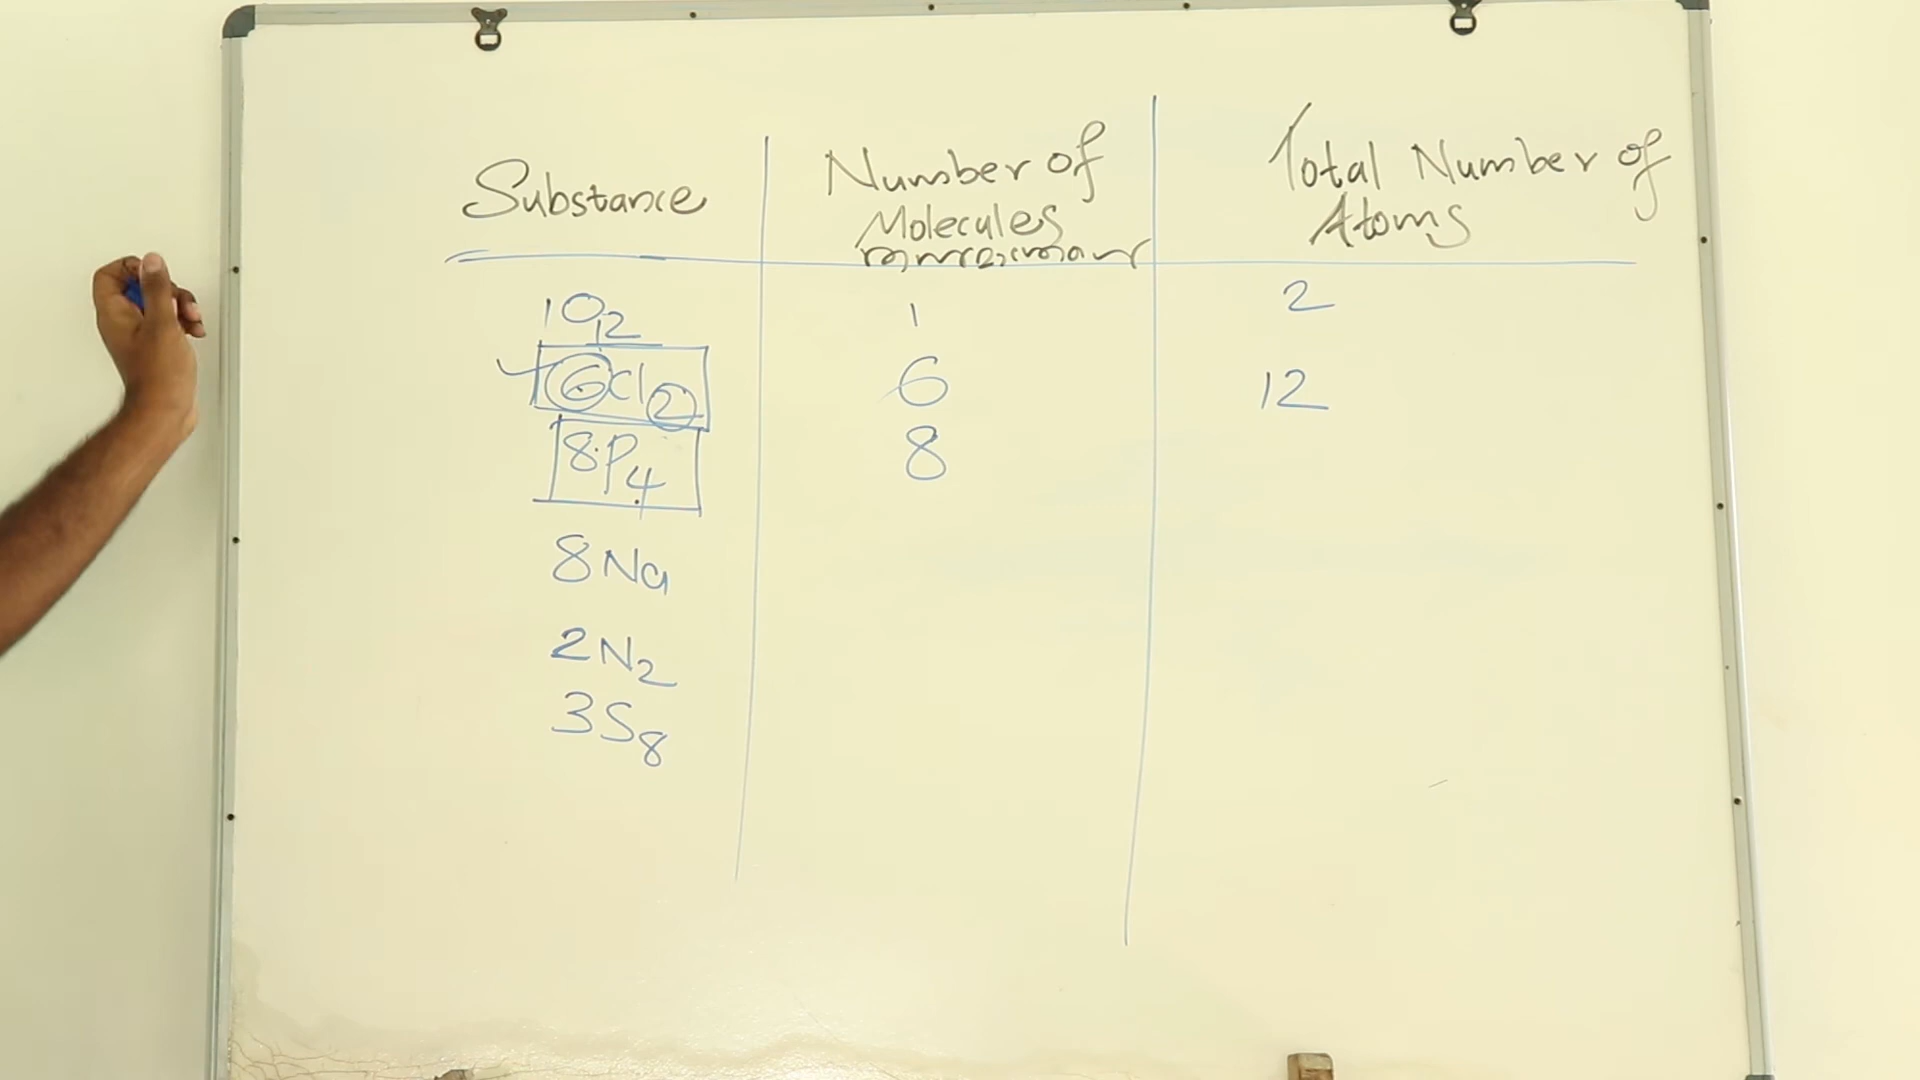 Substance Number of Molecules Total Number of Atoms
1O2 1 2
12
6Cl2 6 12
8P4 8
8Na
2N2
3S8